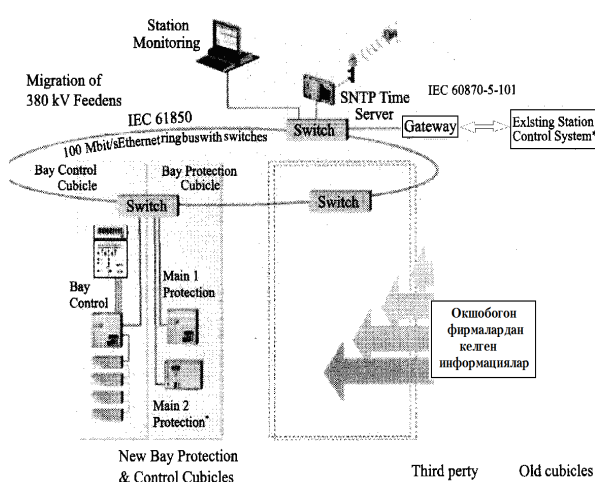 Station
Monitoring
Migration of
380 kV Feedens
SNTP Time
Server
IEC 60870-5-101
IEC 61850
100 Mbit/sEthernetringbuswith switches
Switch
Gateway
Exlsting Station
Control System*
Bay Control
Cubicle
Bay Protection
Cubicle
Switch
Switch
Bay
Control
Main 1
Protection
Main 2
Protection*
Окшобогон
фирмалардан
келген
информациялар
New Bay Protection
& Control Cubicles
Third perty
Old cubicles